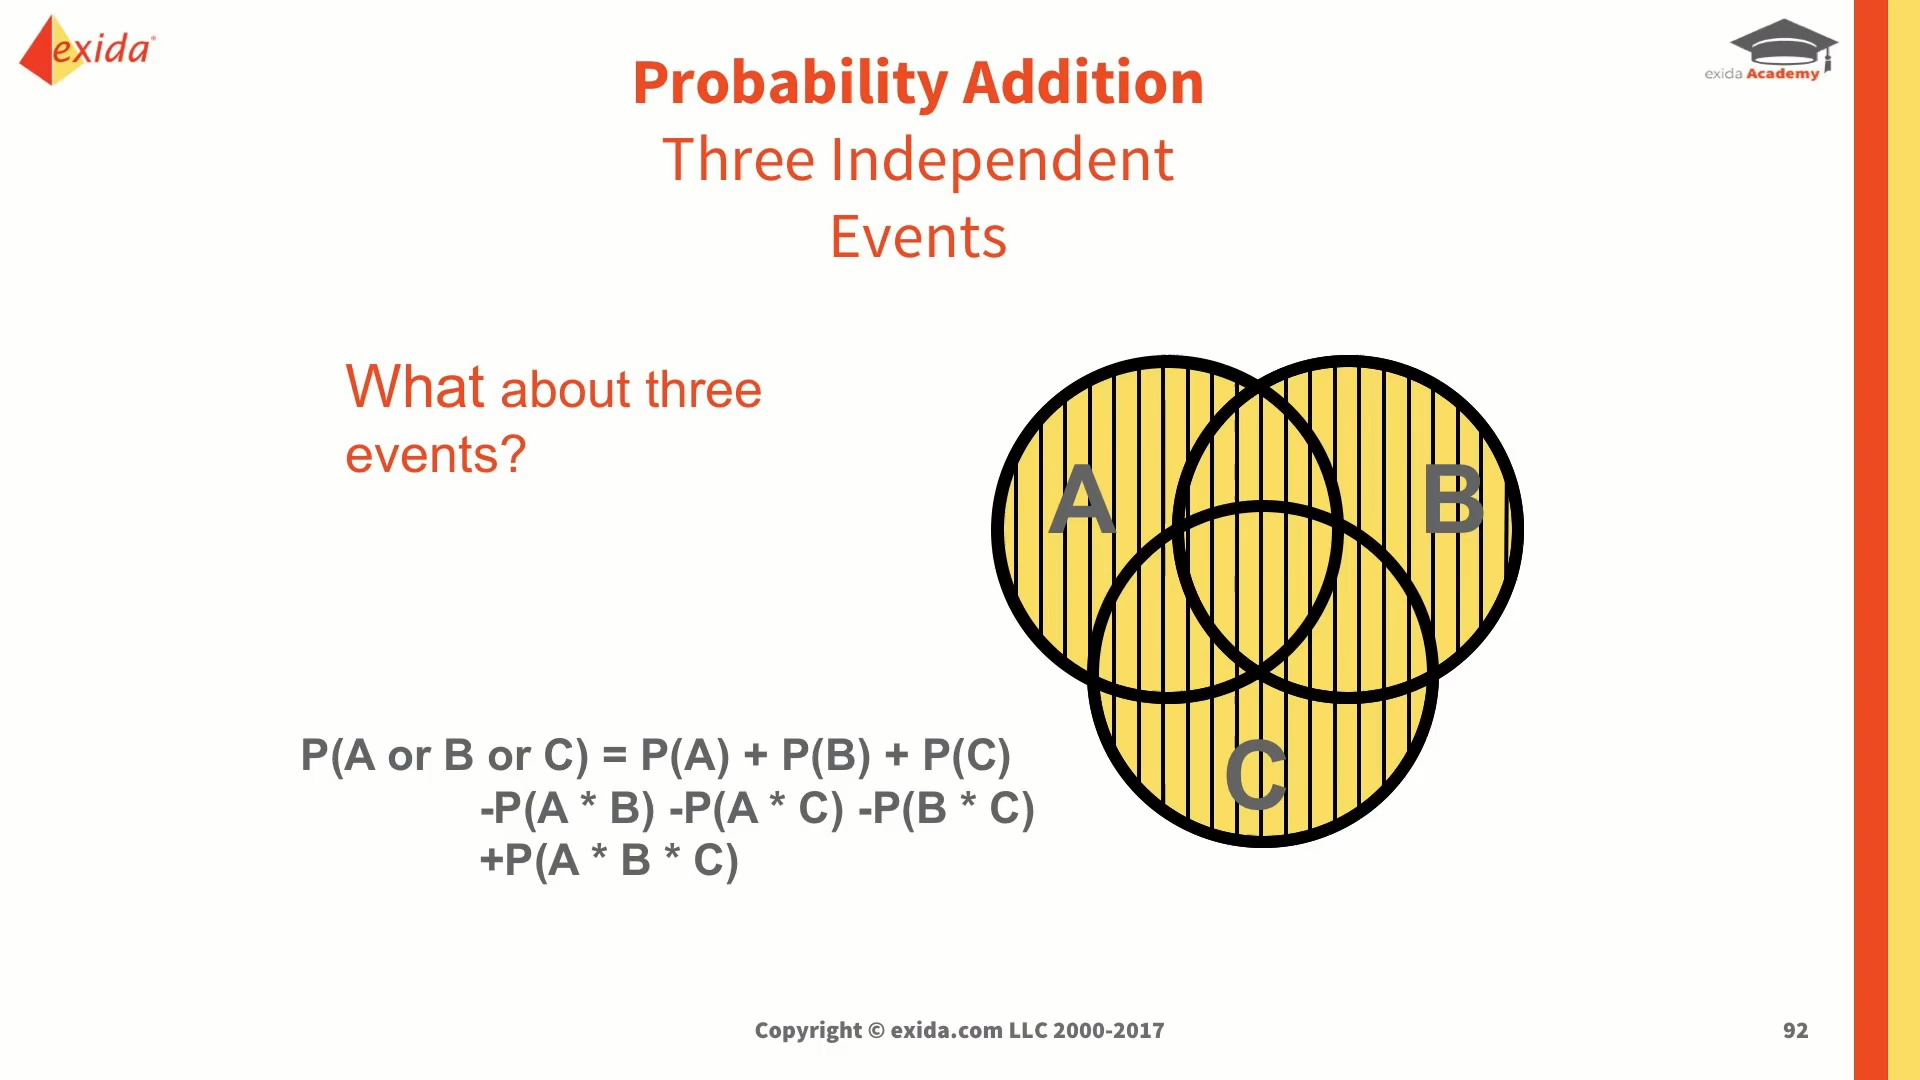 exida®
exida Academy
Probability Addition
Three Independent
Events
What about three
events?
A
B
C
P(A or B or C) = P(A) + P(B) + P(C)
-P(A * B) -P(A * C) -P(B * C)
+P(A * B * C)
Copyright © exida.com LLC 2000-2017
92